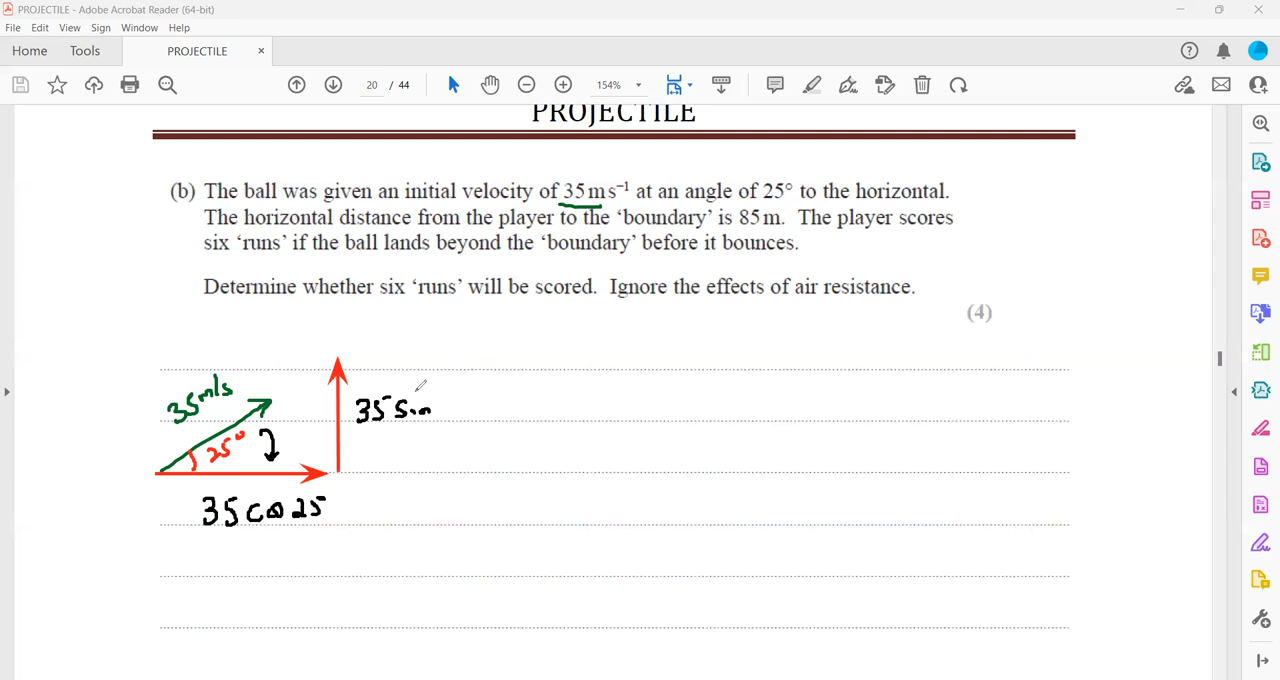 PROJECTILE - Adobe Acrobat Reader (64-bit)
File Edit View Sign Window Help
Home Tools PROJECTILE ×
20 / 44 154%
PROJECTILE
(b) The ball was given an initial velocity of 35 m s⁻¹ at an angle of 25° to the horizontal.
The horizontal distance from the player to the ‘boundary’ is 85 m. The player scores
six ‘runs’ if the ball lands beyond the ‘boundary’ before it bounces.
Determine whether six ‘runs’ will be scored. Ignore the effects of air resistance.
(4)
35 m/s
35 Sin
25°
35 cos 25